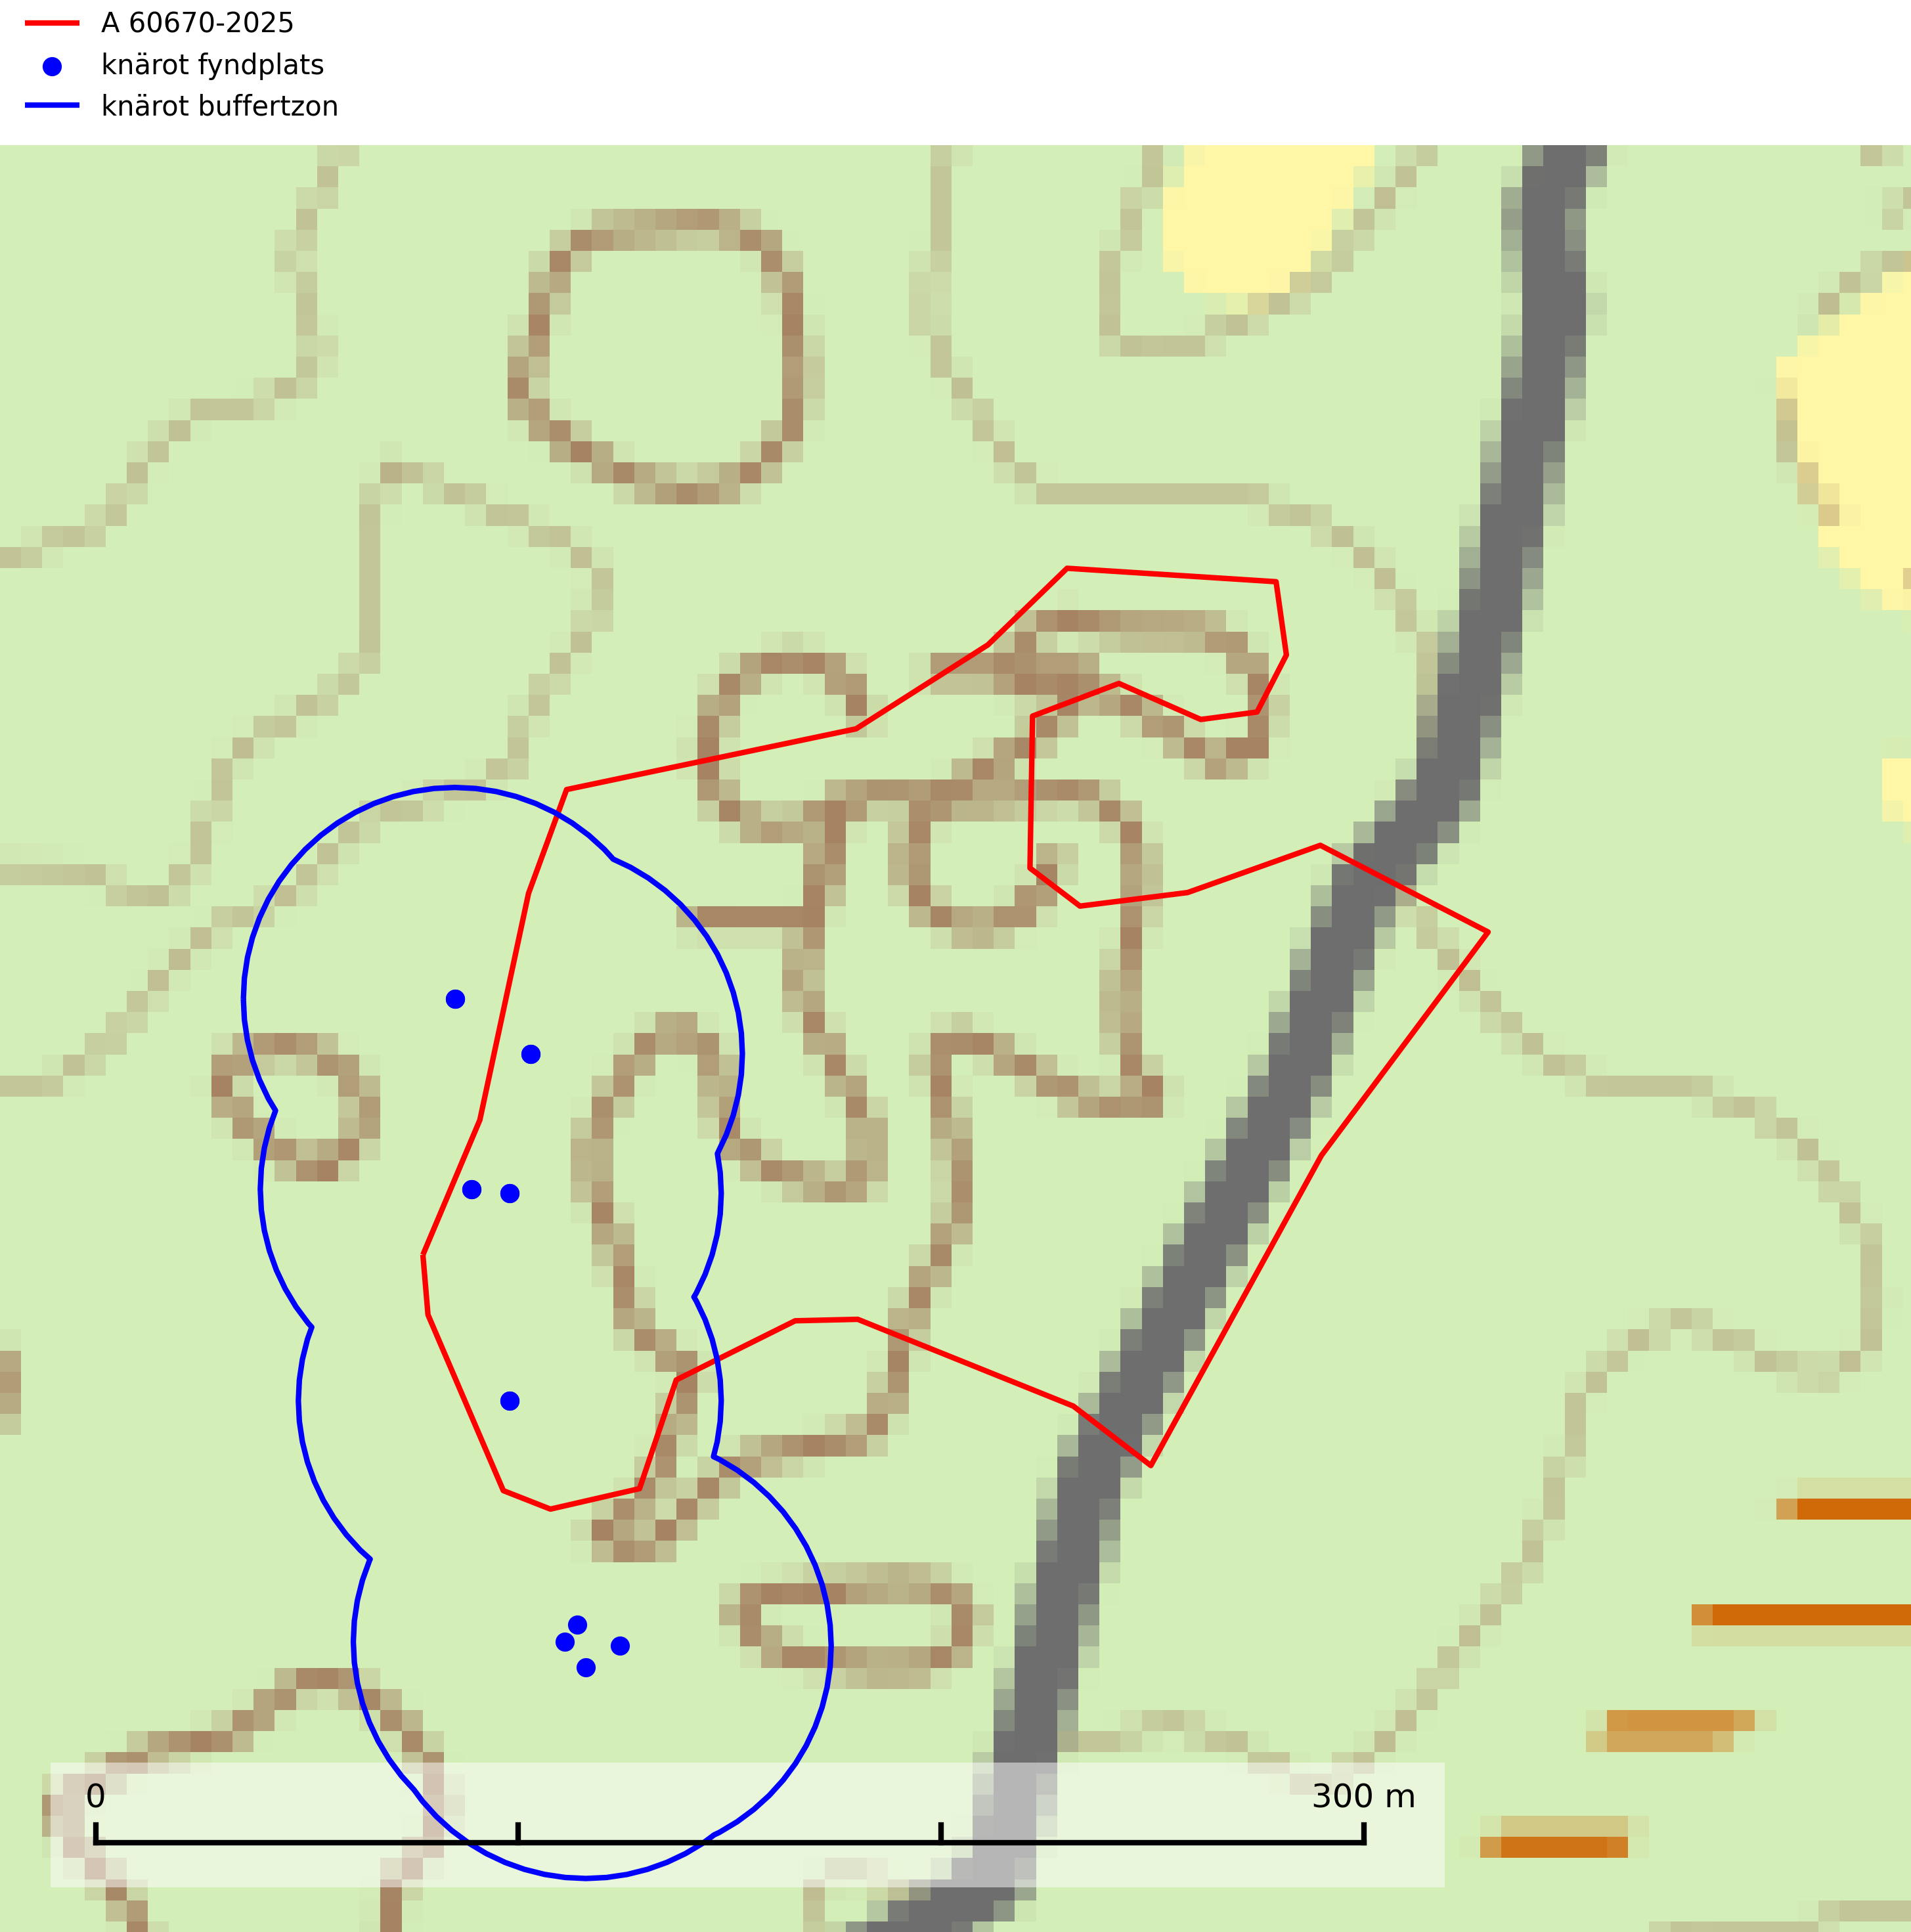 A 60670-2025
knärot fyndplats
knärot buffertzon
0 300 m